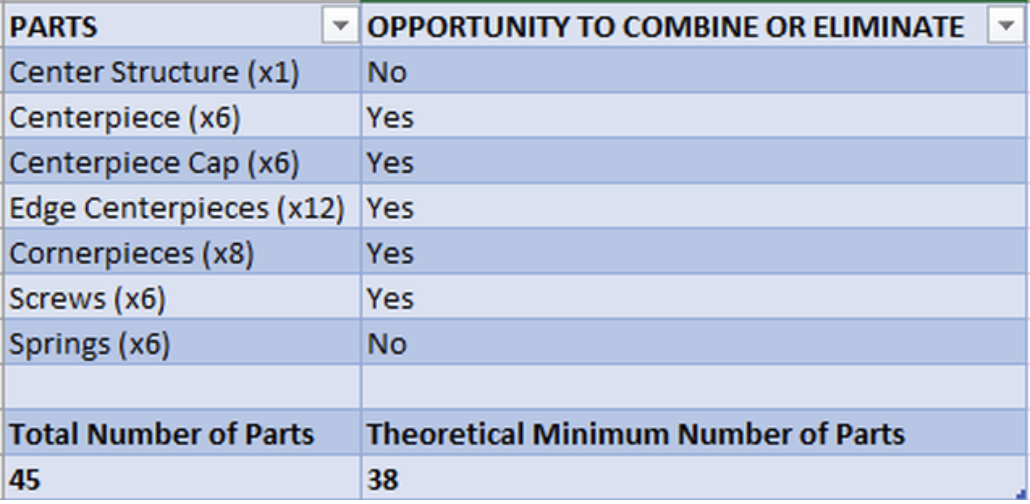 PARTS OPPORTUNITY TO COMBINE OR ELIMINATE
Center Structure (x1) No
Centerpiece (x6) Yes
Centerpiece Cap (x6) Yes
Edge Centerpieces (x12) Yes
Cornerpieces (x8) Yes
Screws (x6) Yes
Springs (x6) No
Total Number of Parts Theoretical Minimum Number of Parts
45 38